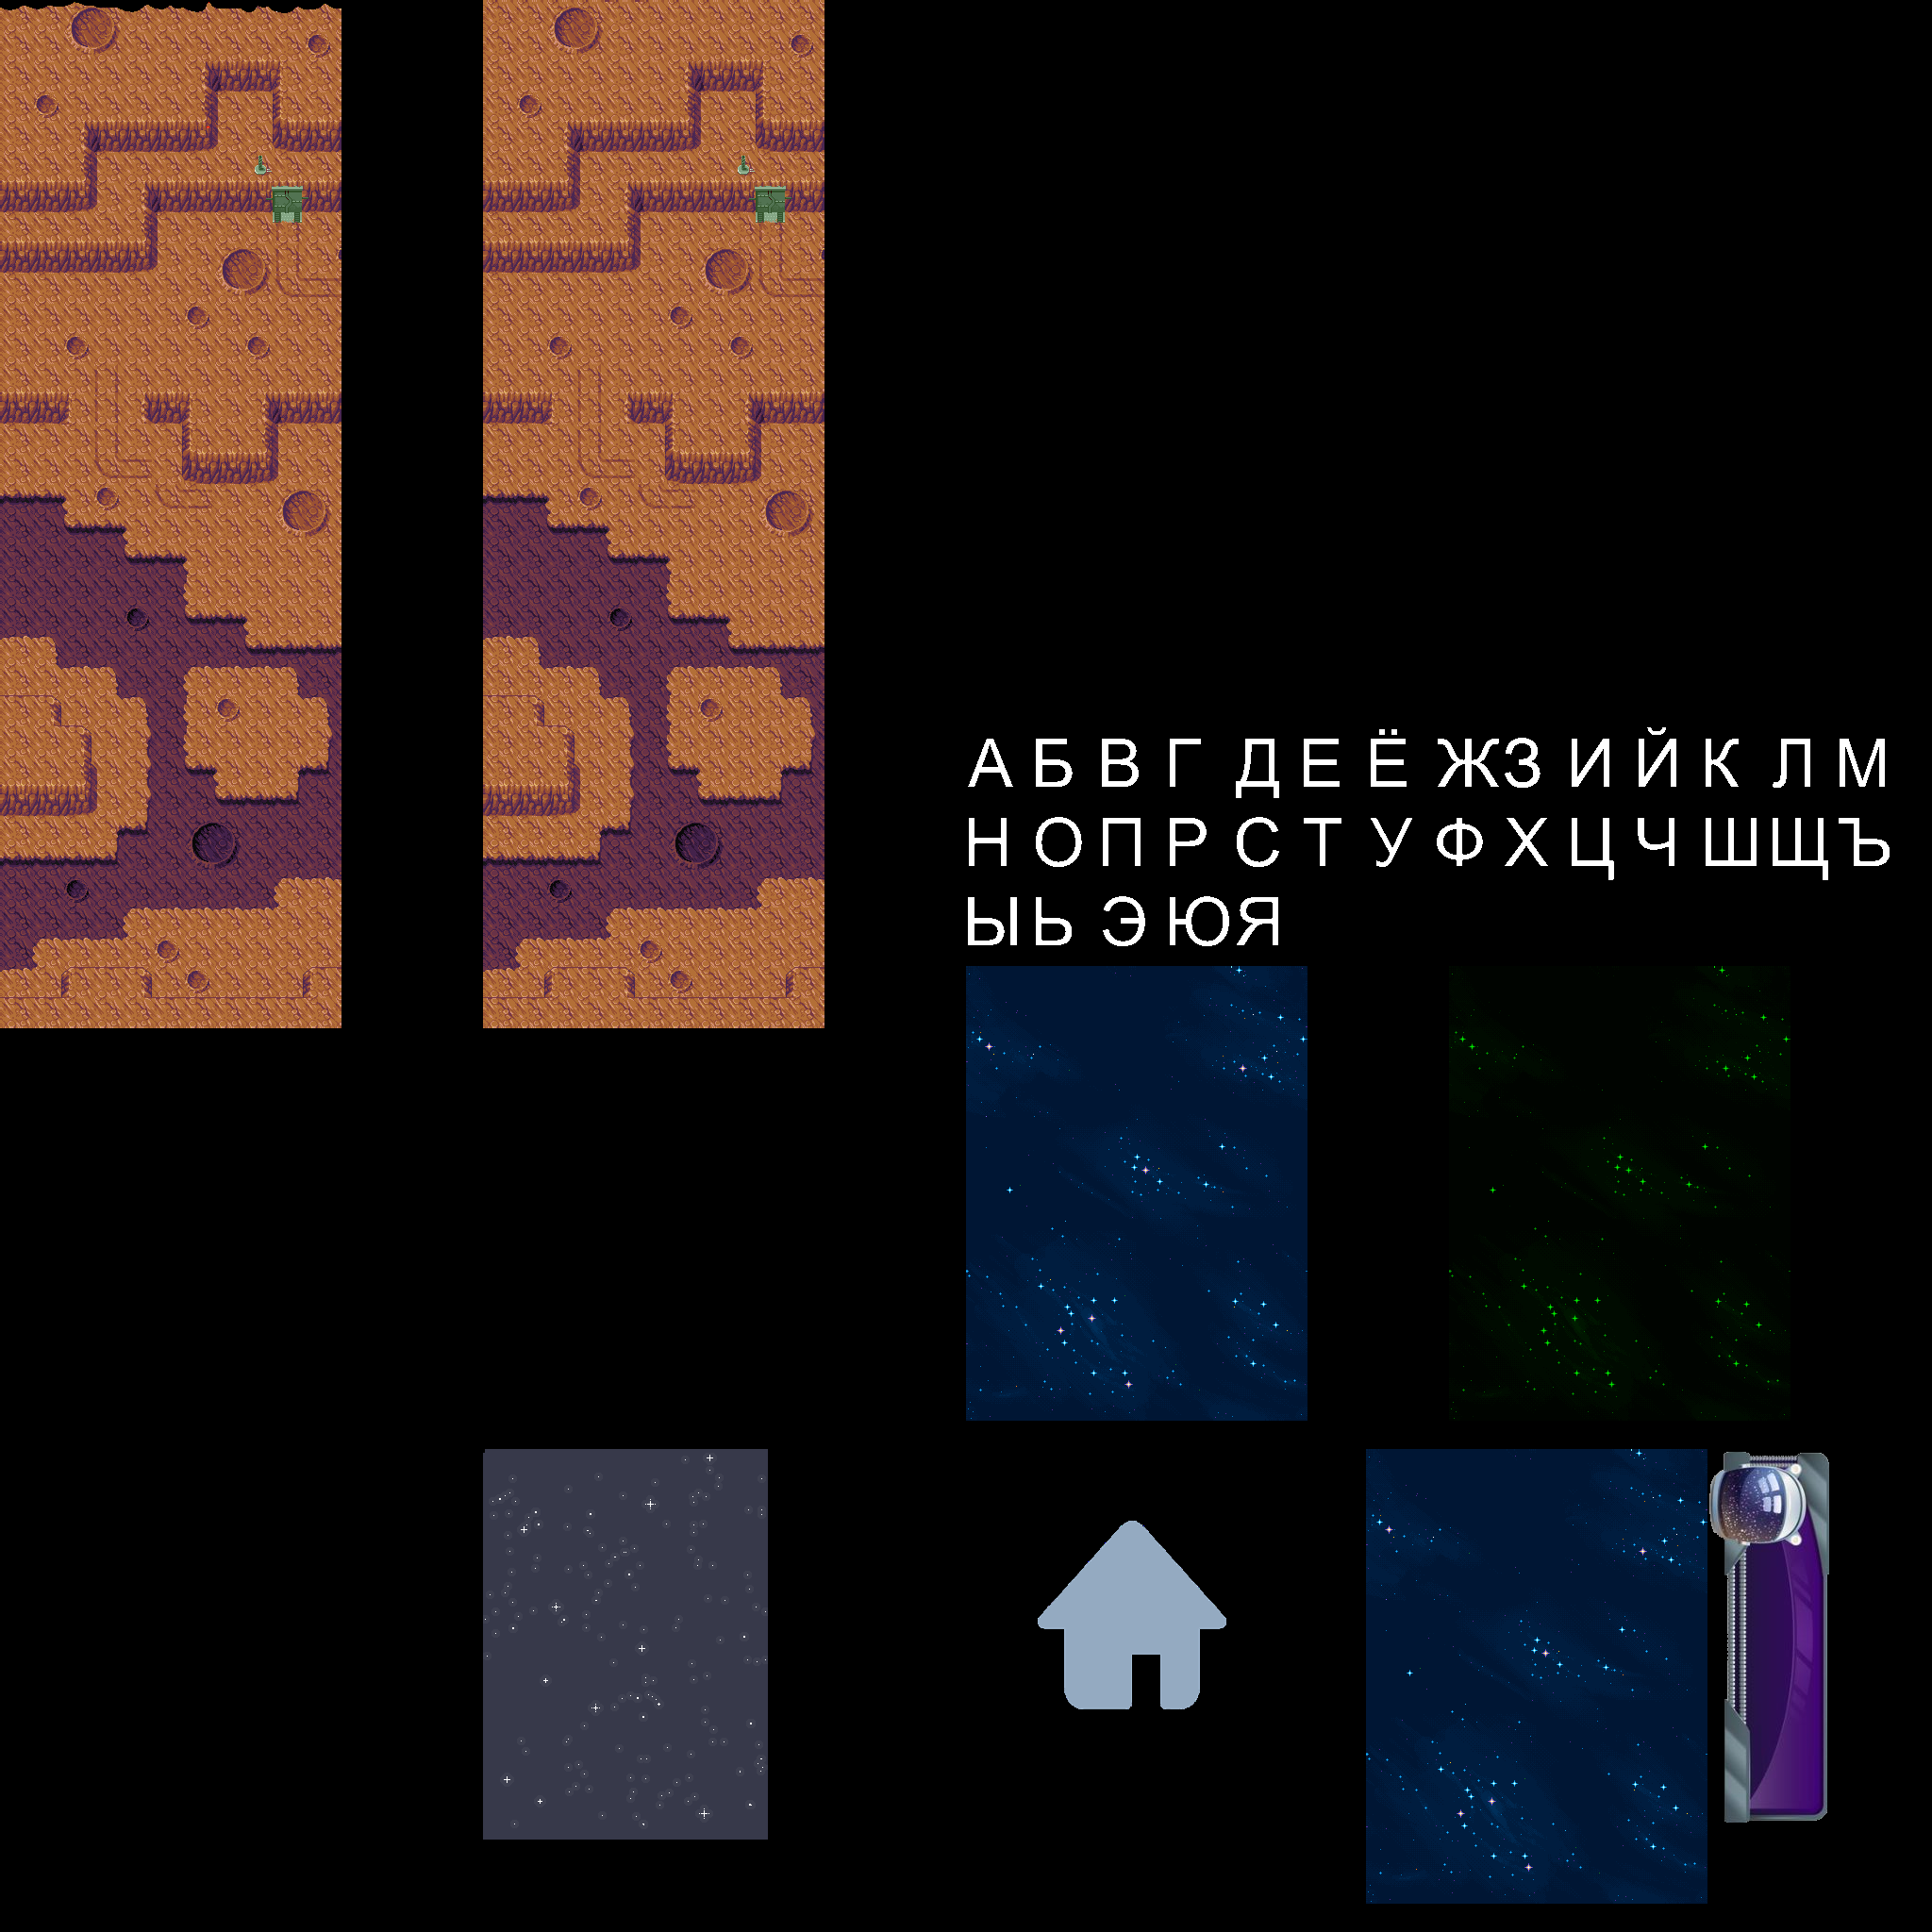 А Б В Г Д Е Ё Ж З И Й К Л М
Н О П Р С Т У Ф Х Ц Ч Ш Щ Ъ
Ы Ь Э Ю Я